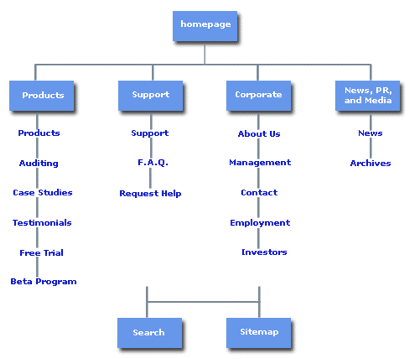 homepage
Products
Support
Corporate
News, PR,
and Media
Products
Auditing
Case Studies
Testimonials
Free Trial
Beta Program
Support
F.A.Q.
Request Help
About Us
Management
Contact
Employment
Investors
News
Archives
Search
Sitemap